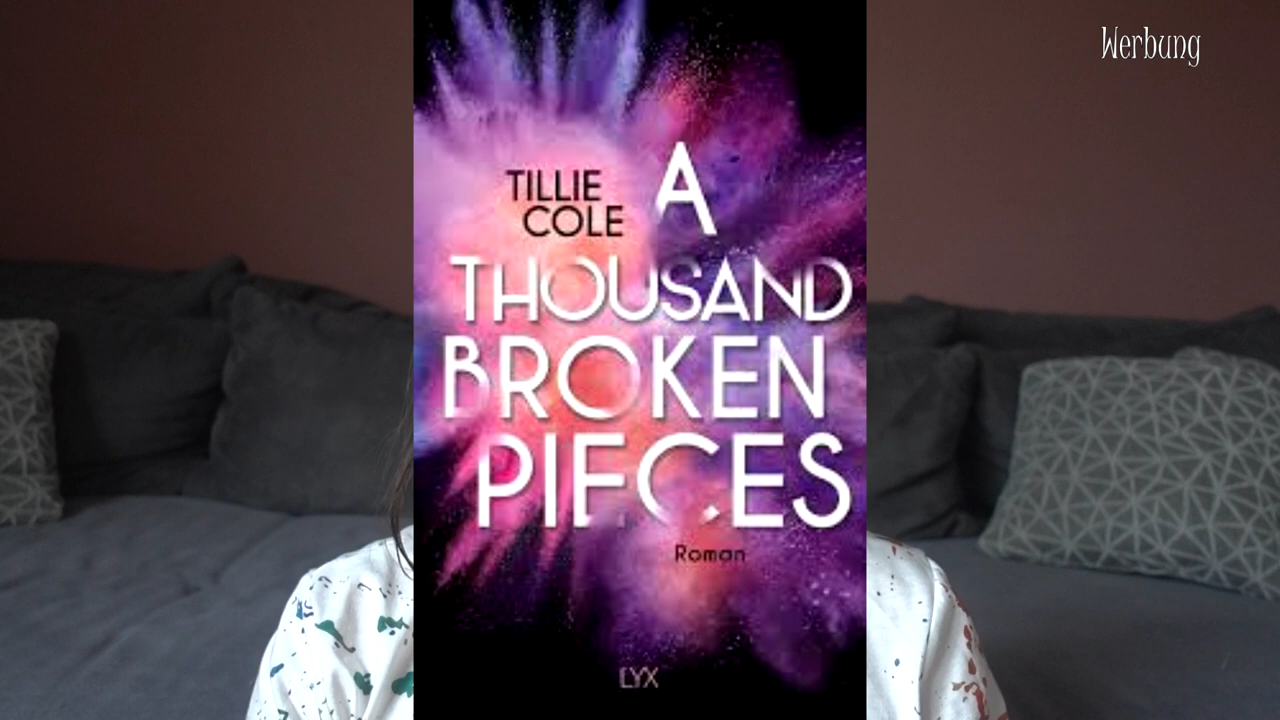 Werbung
TILLIE
COLE
A
THOUSAND
BROKEN
PIECES
Roman
LYX